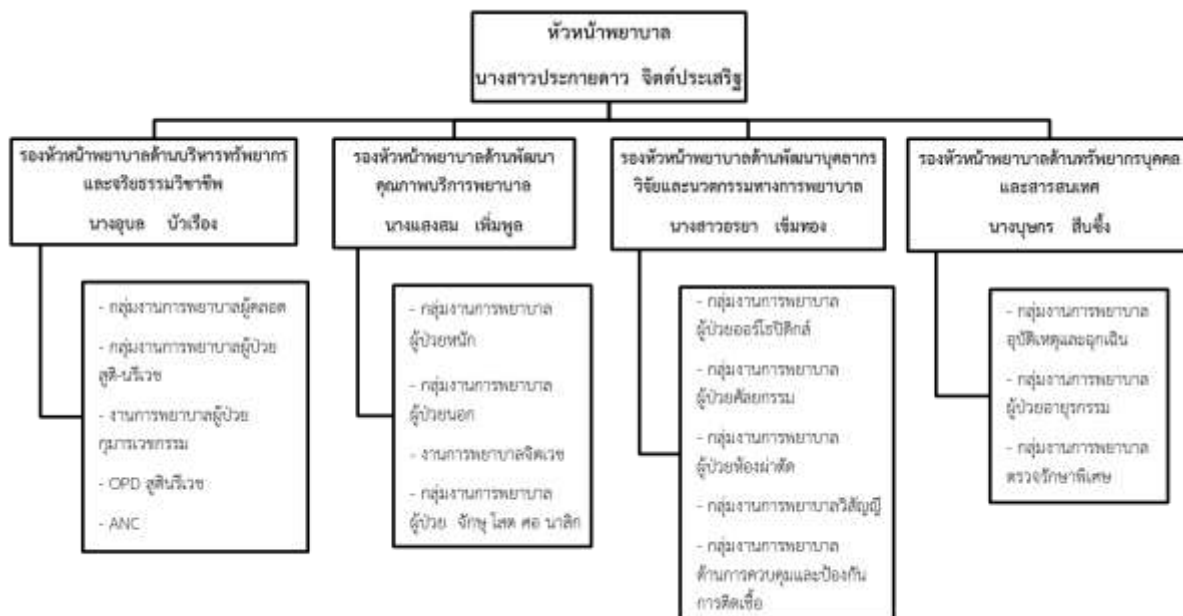 หัวหน้าพยาบาล
นางสาวประกายดาว จิตต์ประเสริฐ
รองหัวหน้าพยาบาลด้านบริหารทรัพยากร
และจริยธรรมวิชาชีพ
นางอุบล บัวเรือง
รองหัวหน้าพยาบาลด้านพัฒนา
คุณภาพบริการพยาบาล
นางแสงสม เพิ่มพูล
รองหัวหน้าพยาบาลด้านพัฒนาบุคลากร
วิจัยและนวตกรรมทางการพยาบาล
นางสาวอรยา เข็มทอง
รองหัวหน้าพยาบาลด้านทรัพยากรบุคคล
และสารสนเทศ
นางบุษกร สืบซึ้ง
- กลุ่มงานการพยาบาลผู้คลอด
- กลุ่มงานการพยาบาลผู้ป่วย
สูติ-นรีเวช
- งานการพยาบาลผู้ป่วย
กุมารเวชกรรม
- OPD สูตินรีเวช
- ANC
- กลุ่มงานการพยาบาล
ผู้ป่วยหนัก
- กลุ่มงานการพยาบาล
ผู้ป่วยนอก
- งานการพยาบาลจิตเวช
- กลุ่มงานการพยาบาล
ผู้ป่วย จักษุ โสต ศอ นาสิก
- กลุ่มงานการพยาบาล
ผู้ป่วยออร์โธปิดิกส์
- กลุ่มงานการพยาบาล
ผู้ป่วยศัลยกรรม
- กลุ่มงานการพยาบาล
ผู้ป่วยห้องผ่าตัด
- กลุ่มงานการพยาบาลวิสัญญี
- กลุ่มงานการพยาบาล
ด้านการควบคุมและป้องกัน
การติดเชื้อ
- กลุ่มงานการพยาบาล
อุบัติเหตุและฉุกเฉิน
- กลุ่มงานการพยาบาล
ผู้ป่วยอายุรกรรม
- กลุ่มงานการพยาบาล
ตรวจรักษาพิเศษ